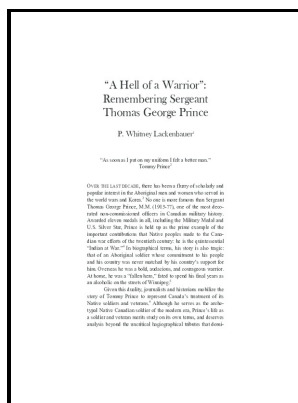 “A Hell of a Warrior”:
Remembering Sergeant
Thomas George Prince
P. Whitney Lackenbauer¹
“As soon as I put on my uniform I felt a better man.”
Tommy Prince²
OVER THE LAST DECADE, there has been a flurry of scholarly and
popular interest in the Aboriginal men and women who served in
the world wars and Korea.³ No one is more famous than Sergeant
Thomas George Prince, M.M. (1915-77), one of the most deco-
rated non-commissioned officers in Canadian military history.
Awarded eleven medals in all, including the Military Medal and
U.S. Silver Star, Prince is held up as the prime example of the
important contributions that Native peoples made to the Cana-
dian war efforts of the twentieth century: he is the quintessential
“Indian at War.”⁴ In biographical terms, his story is also tragic:
that of an Aboriginal soldier whose commitment to his people
and his country was never matched by his country’s support for
him. Overseas he was a bold, audacious, and courageous warrior.
At home, he was a “fallen hero,” fated to spend his final years as
an alcoholic on the streets of Winnipeg.⁵
Given this duality, journalists and historians mobilize the
story of Tommy Prince to represent Canada’s treatment of its
Native soldiers and veterans.⁶ Although he serves as the arche-
typal Native Canadian soldier of the modern era, Prince’s life as
a soldier and veteran merits study on its own terms, and deserves
analysis beyond the uncritical biographical tributes that domi-